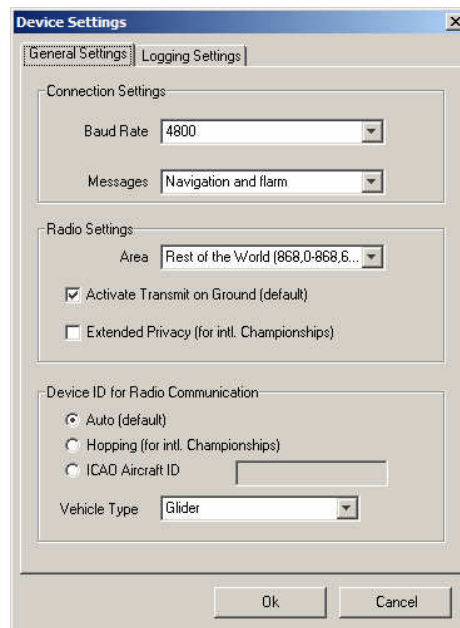 Device Settings
General Settings Logging Settings
Connection Settings
Baud Rate 4800
Messages Navigation and flarm
Radio Settings
Area Rest of the World (868,0-868,6...
Activate Transmit on Ground (default)
Extended Privacy (for intl. Championships)
Device ID for Radio Communication
Auto (default)
Hopping (for intl. Championships)
ICAO Aircraft ID
Vehicle Type Glider
Ok Cancel